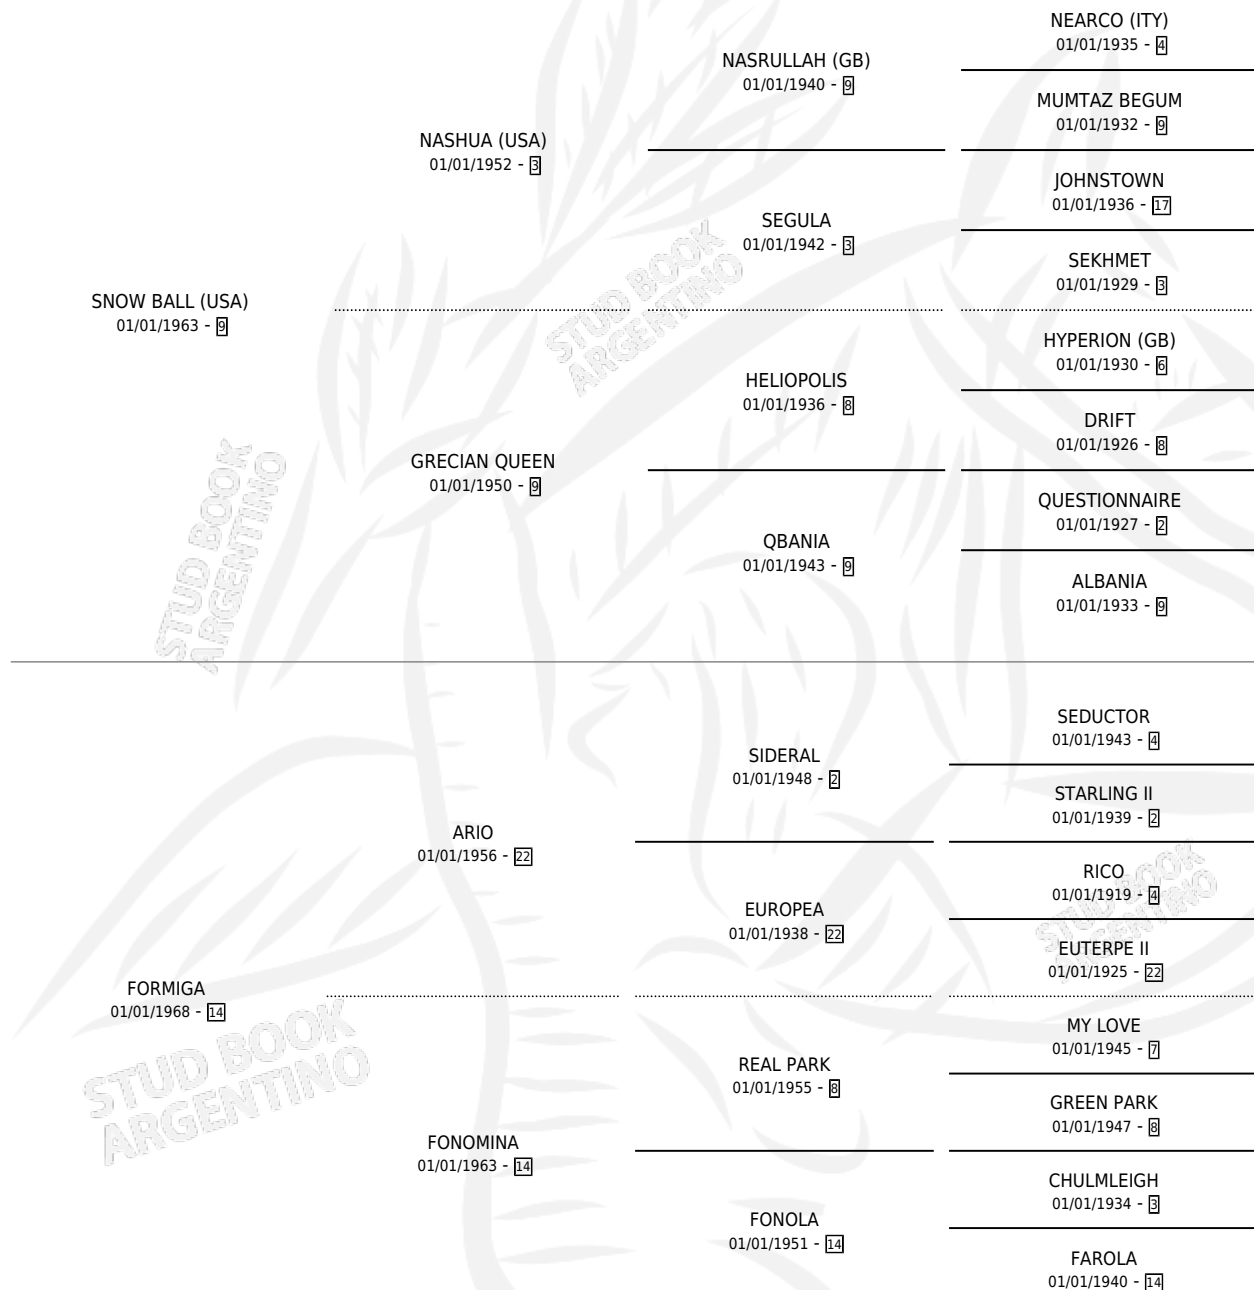 NEARCO (ITY)
01/01/1935 - 4
NASRULLAH (GB)
01/01/1940 - 9
MUMTAZ BEGUM
01/01/1932 - 9
NASHUA (USA)
01/01/1952 - 3
JOHNSTOWN
01/01/1936 - 17
SEGULA
01/01/1942 - 3
SEKHMET
01/01/1929 - 3
SNOW BALL (USA)
01/01/1963 - 9
HYPERION (GB)
01/01/1930 - 6
HELIOPOLIS
01/01/1936 - 8
DRIFT
01/01/1926 - 8
GRECIAN QUEEN
01/01/1950 - 9
QUESTIONNAIRE
01/01/1927 - 2
QBANIA
01/01/1943 - 9
ALBANIA
01/01/1933 - 9
STUD BOOK
ARGENTINO
STUD BOOK
ARGENTINO
SEDUCTOR
01/01/1943 - 4
SIDERAL
01/01/1948 - 2
STARLING II
01/01/1939 - 2
ARIO
01/01/1956 - 22
RICO
01/01/1919 - 4
EUROPEA
01/01/1938 - 22
EUTERPE II
01/01/1925 - 22
STUD BOOK
ARGENTINO
FORMIGA
01/01/1968 - 14
MY LOVE
01/01/1945 - 7
REAL PARK
01/01/1955 - 8
GREEN PARK
01/01/1947 - 8
FONOMINA
01/01/1963 - 14
CHULMLEIGH
01/01/1934 - 3
FONOLA
01/01/1951 - 14
FAROLA
01/01/1940 - 14
STUD BOOK
ARGENTINO